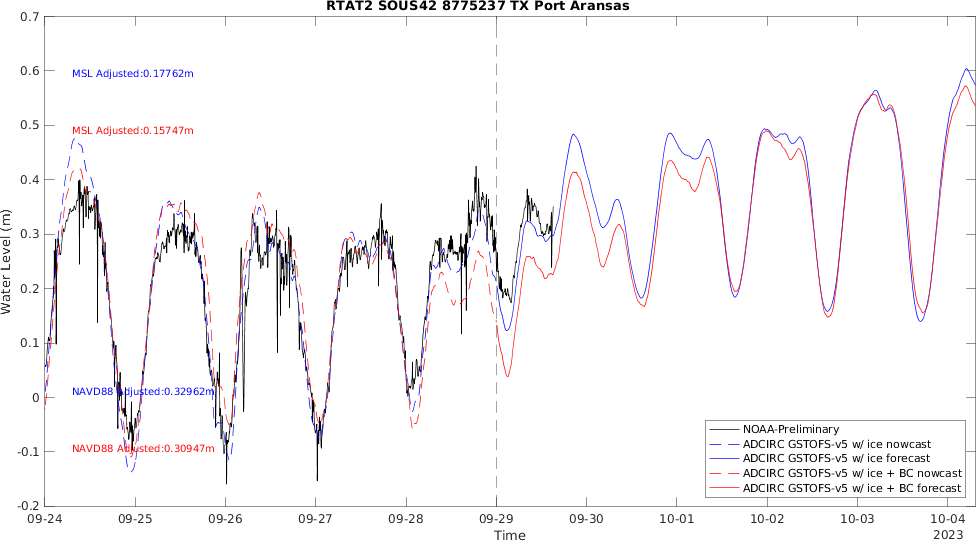 RTAT2 SOUS42 8775237 TX Port Aransas
0.7
0.6
0.5
0.4
0.3
0.2
0.1
0
-0.1
-0.2
Water Level (m)
MSL Adjusted:0.17762m
MSL Adjusted:0.15747m
NAVD88 Adjusted:0.32962m
NAVD88 Adjusted:0.30947m
NOAA-Preliminary
ADCIRC GSTOFS-v5 w/ ice nowcast
ADCIRC GSTOFS-v5 w/ ice forecast
ADCIRC GSTOFS-v5 w/ ice + BC nowcast
ADCIRC GSTOFS-v5 w/ ice + BC forecast
09-24 09-25 09-26 09-27 09-28 09-29 09-30 10-01 10-02 10-03 10-04
Time
2023